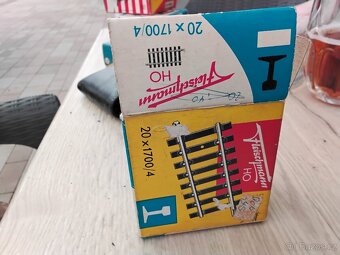 20 x 1700/4
Fleischmann
HO
20 x 1700/4
Fleischmann
HO